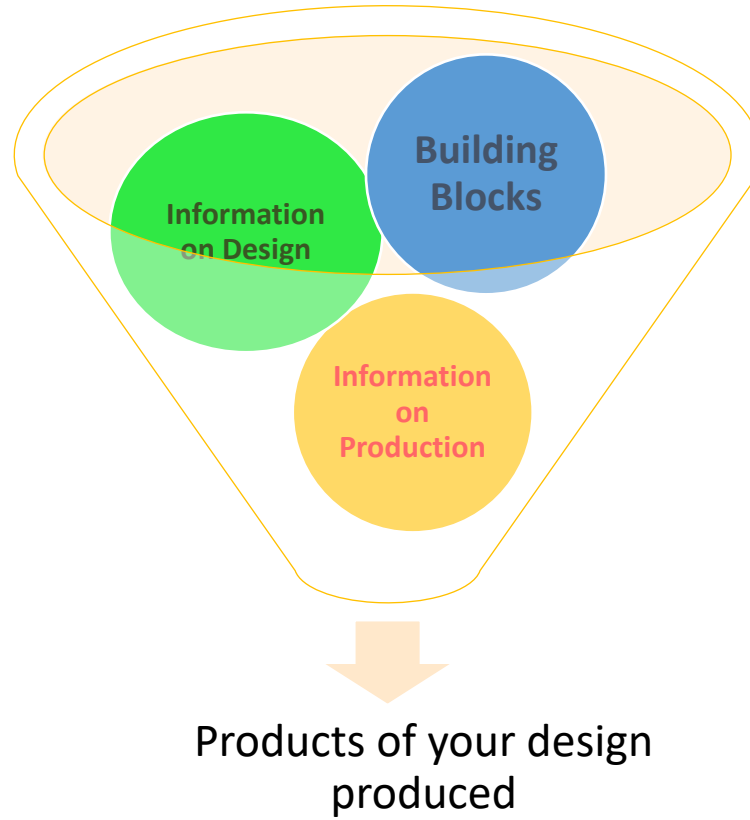 Building
Blocks
Information
on Design
Information
on
Production
Products of your design
produced